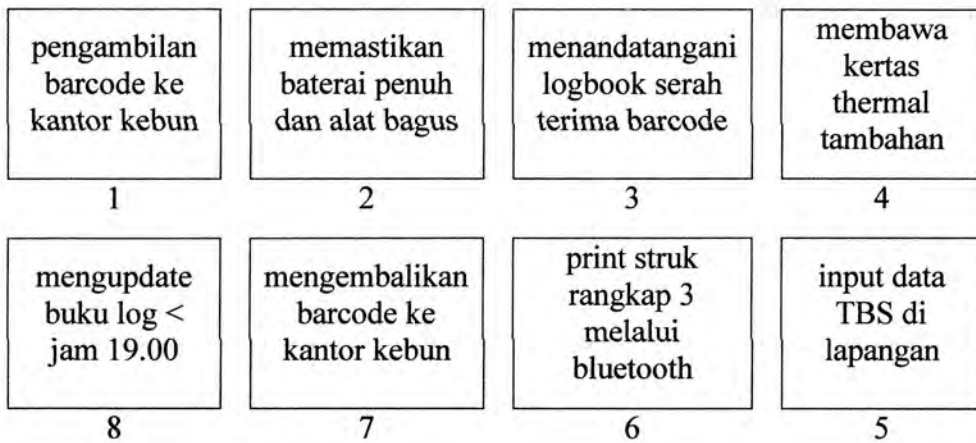 pengambilan
barcode ke
kantor kebun
1
memastikan
baterai penuh
dan alat bagus
2
menandatangani
logbook serah
terima barcode
3
membawa
kertas
thermal
tambahan
4
mengupdate
buku log <
jam 19.00
8
mengembalikan
barcode ke
kantor kebun
7
print struk
rangkap 3
melalui
bluetooth
6
input data
TBS di
lapangan
5